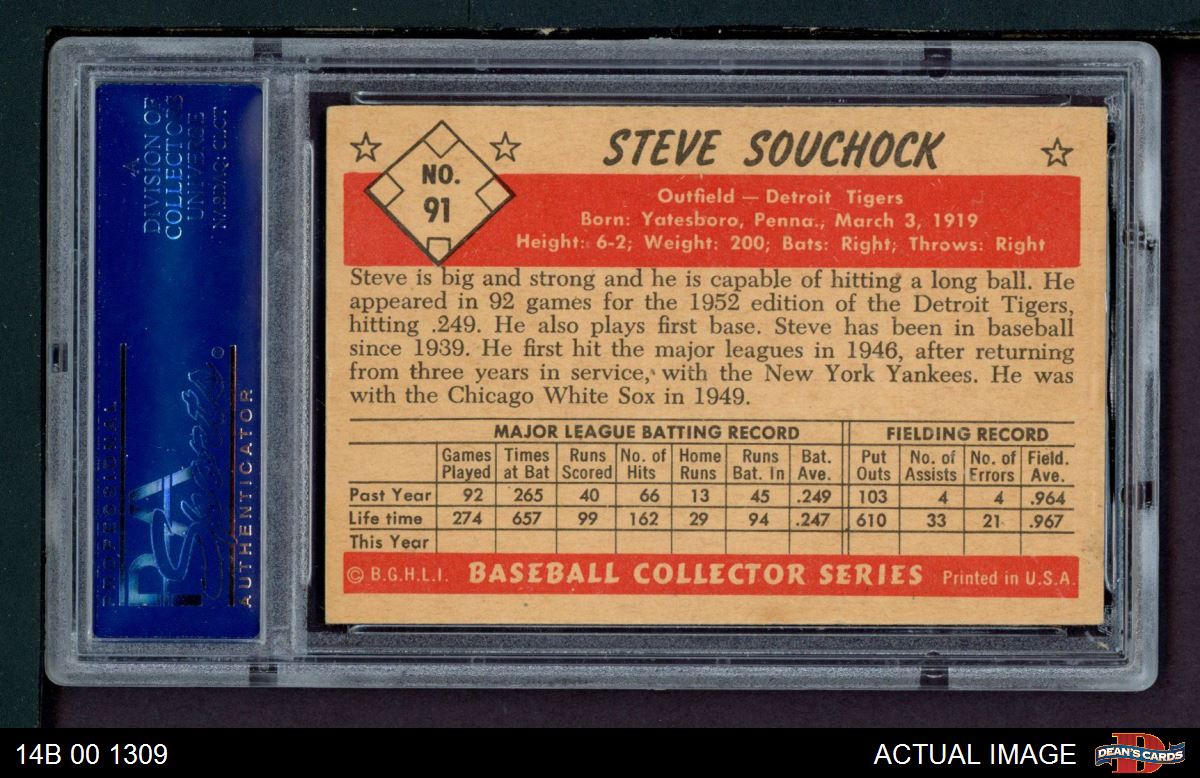 A
DIVISION OF
COLLECTORS
UNIVERSE
NASDAQ: CLCT
PROFESSIONAL
PSA
Sports
AUTHENTICATOR
NO.
91
STEVE SOUCHOCK
Outfield — Detroit Tigers
Born: Yatesboro, Penna., March 3, 1919
Height: 6-2; Weight: 200; Bats: Right; Throws: Right
Steve is big and strong and he is capable of hitting a long ball. He
appeared in 92 games for the 1952 edition of the Detroit Tigers,
hitting .249. He also plays first base. Steve has been in baseball
since 1939. He first hit the major leagues in 1946, after returning
from three years in service, with the New York Yankees. He was
with the Chicago White Sox in 1949.
MAJOR LEAGUE BATTING RECORD FIELDING RECORD
Games Times Runs No. of Home Runs Bat. Put No. of No. of Field.
Played at Bat Scored Hits Runs Bat. In Ave. Outs Assists Errors Ave.
Past Year 92 265 40 66 13 45 .249 103 4 4 .964
Life time 274 657 99 162 29 94 .247 610 33 21 .967
This Year
© B.G.H.L.I. BASEBALL COLLECTOR SERIES Printed in U.S.A.
14B 00 1309
ACTUAL IMAGE
DEAN'S CARDS